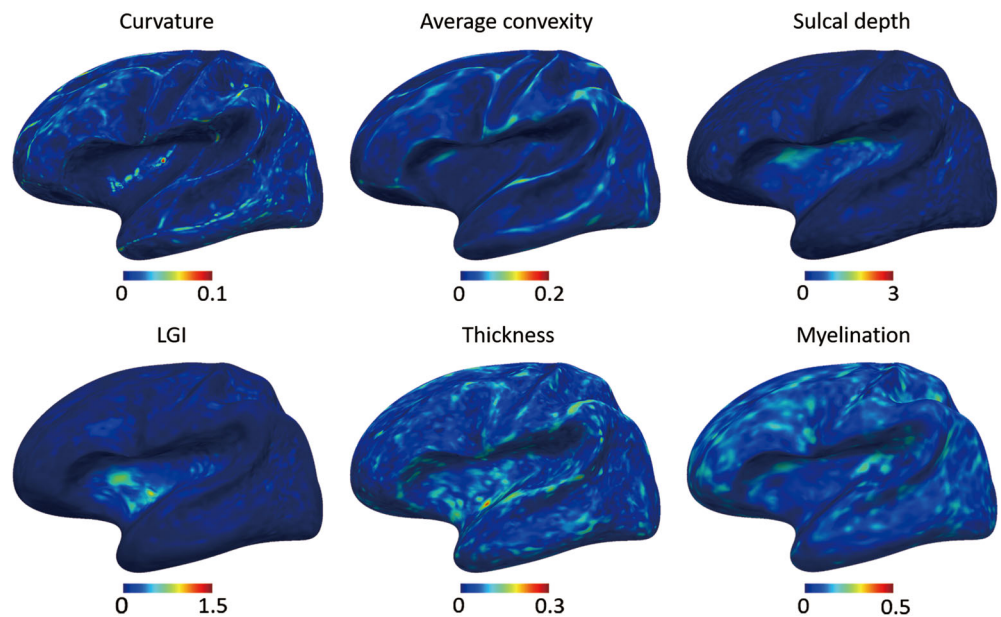 Curvature
Average convexity
Sulcal depth
0 0.1
0 0.2
0 3
LGI
Thickness
Myelination
0 1.5
0 0.3
0 0.5